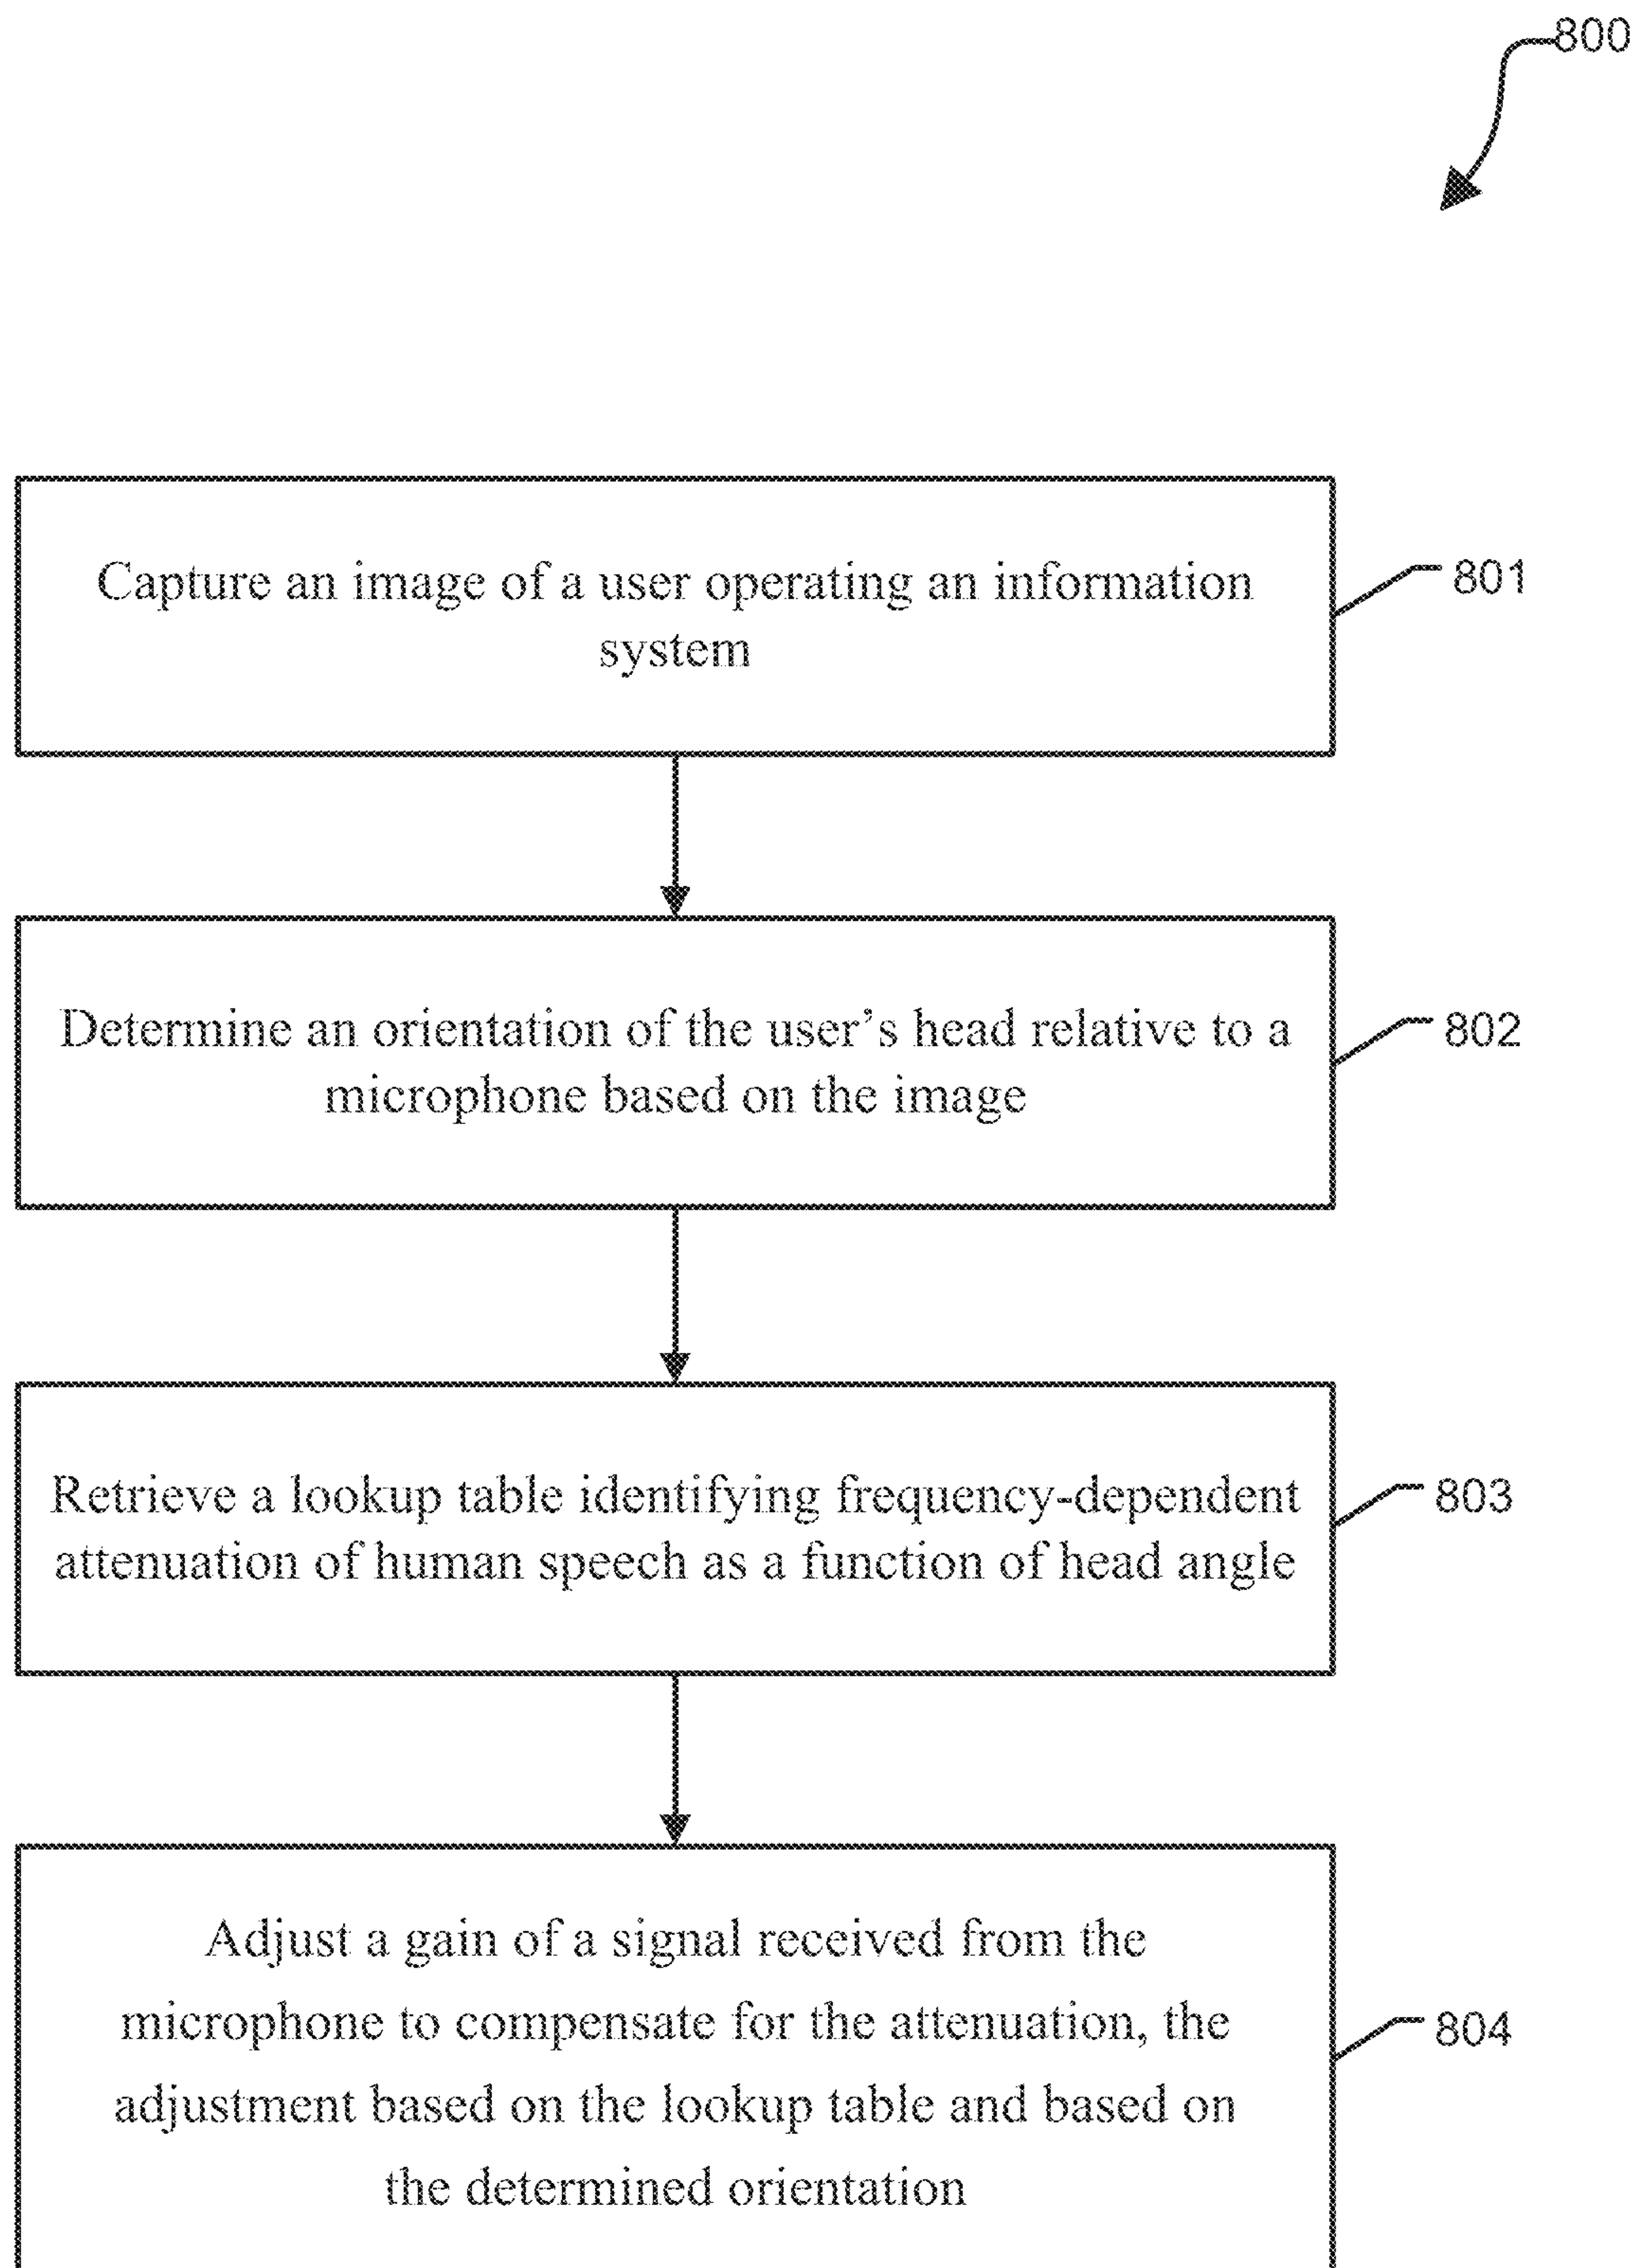 800
Capture an image of a user operating an information
system
801
Determine an orientation of the user's head relative to a
microphone based on the image
802
Retrieve a lookup table identifying frequency-dependent
attenuation of human speech as a function of head angle
803
Adjust a gain of a signal received from the
microphone to compensate for the attenuation, the
adjustment based on the lookup table and based on
the determined orientation
804